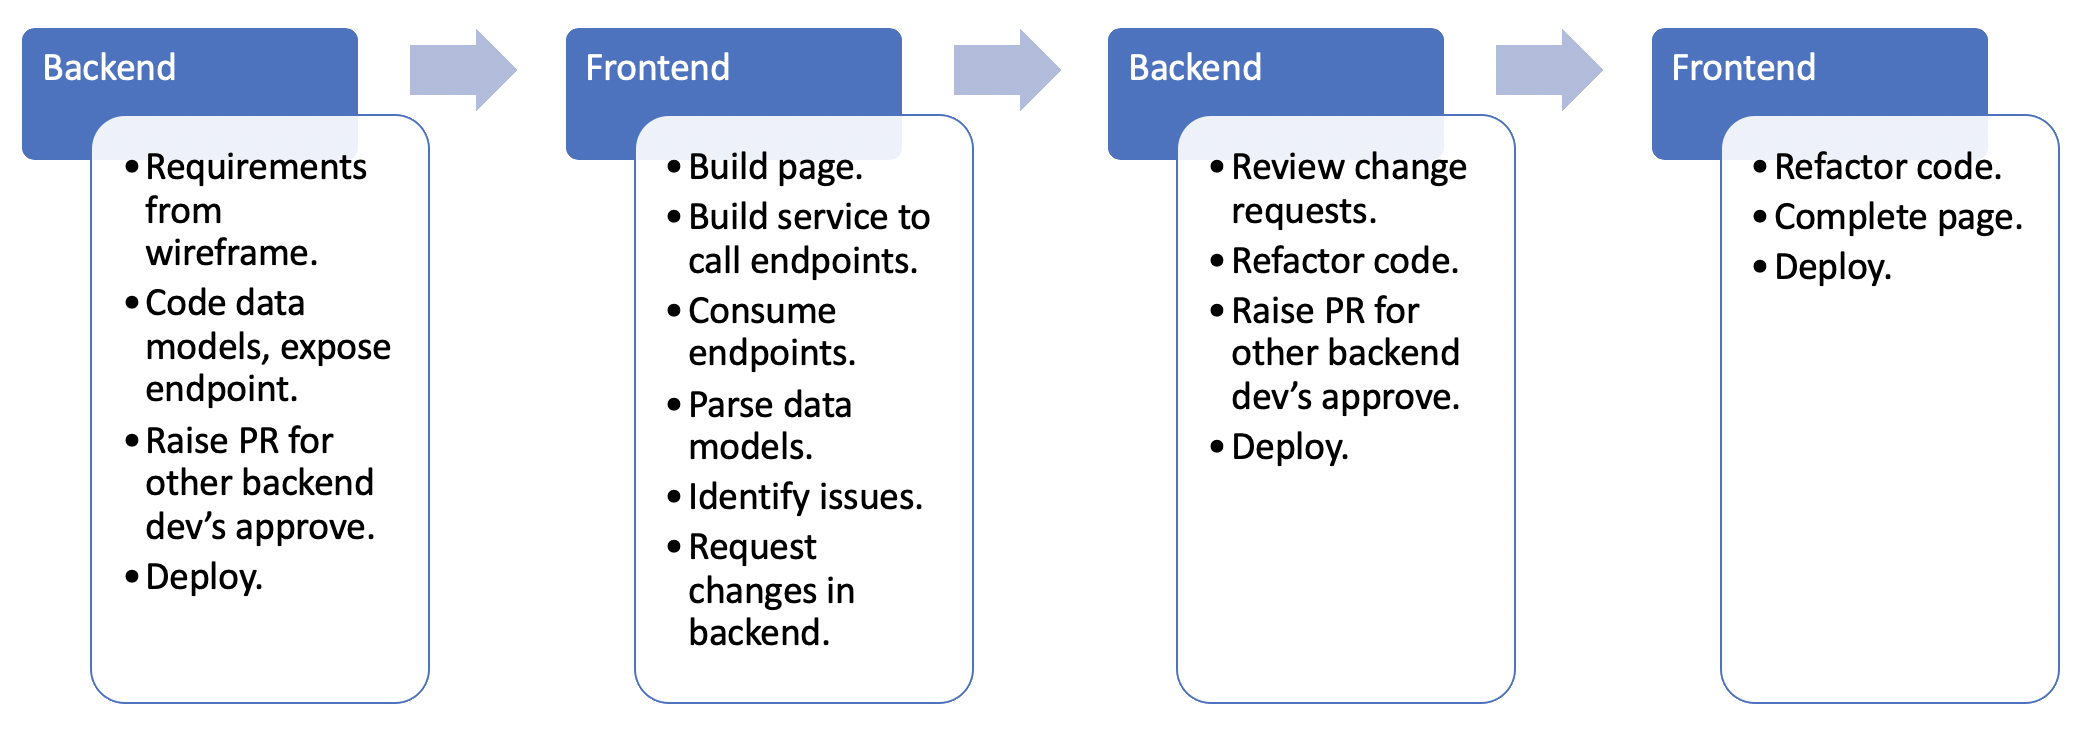 Backend
• Requirements
from
wireframe.
• Code data
models, expose
endpoint.
• Raise PR for
other backend
dev’s approve.
• Deploy.
Frontend
• Build page.
• Build service to
call endpoints.
• Consume
endpoints.
• Parse data
models.
• Identify issues.
• Request
changes in
backend.
Backend
• Review change
requests.
• Refactor code.
• Raise PR for
other backend
dev’s approve.
• Deploy.
Frontend
• Refactor code.
• Complete page.
• Deploy.